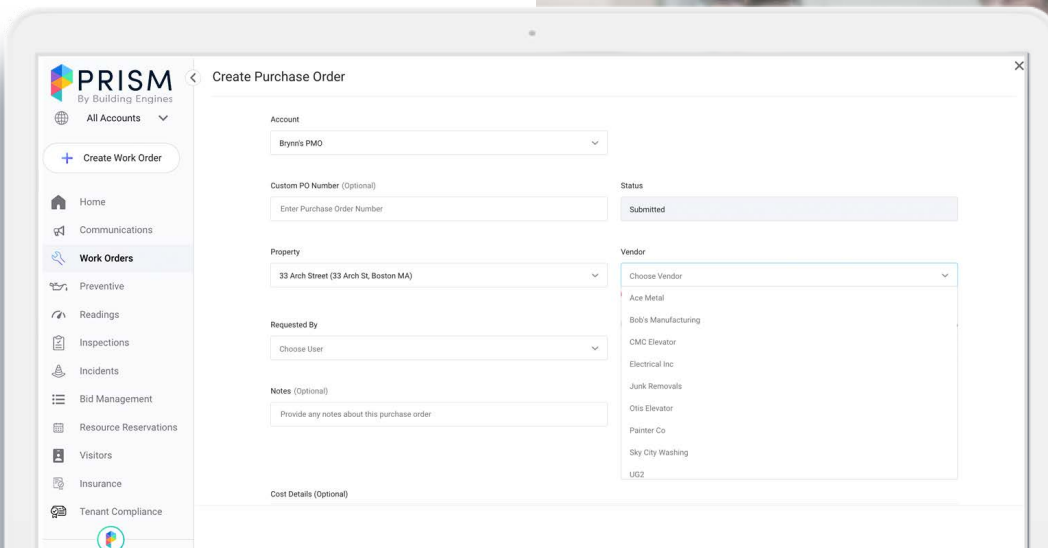 PRISM
By Building Engines
All Accounts
Create Work Order
Home
Communications
Work Orders
Preventive
Readings
Inspections
Incidents
Bid Management
Resource Reservations
Visitors
Insurance
Tenant Compliance
Create Purchase Order
Account
Brynn's PMO
Custom PO Number (Optional)
Enter Purchase Order Number
Status
Submitted
Property
33 Arch Street (33 Arch St, Boston MA)
Vendor
Choose Vendor
Ace Metal
Bob's Manufacturing
CMC Elevator
Electrical Inc
Junk Removals
Otis Elevator
Painter Co
Sky City Washing
UG2
Requested By
Choose User
Notes (Optional)
Provide any notes about this purchase order
Cost Details (Optional)